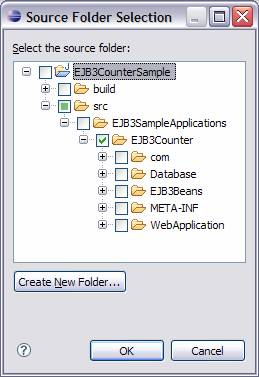 Source Folder Selection
Select the source folder:
EJB3CounterSample
build
src
EJB3SampleApplications
EJB3Counter
com
Database
EJB3Beans
META-INF
WebApplication
Create New Folder...
? OK Cancel